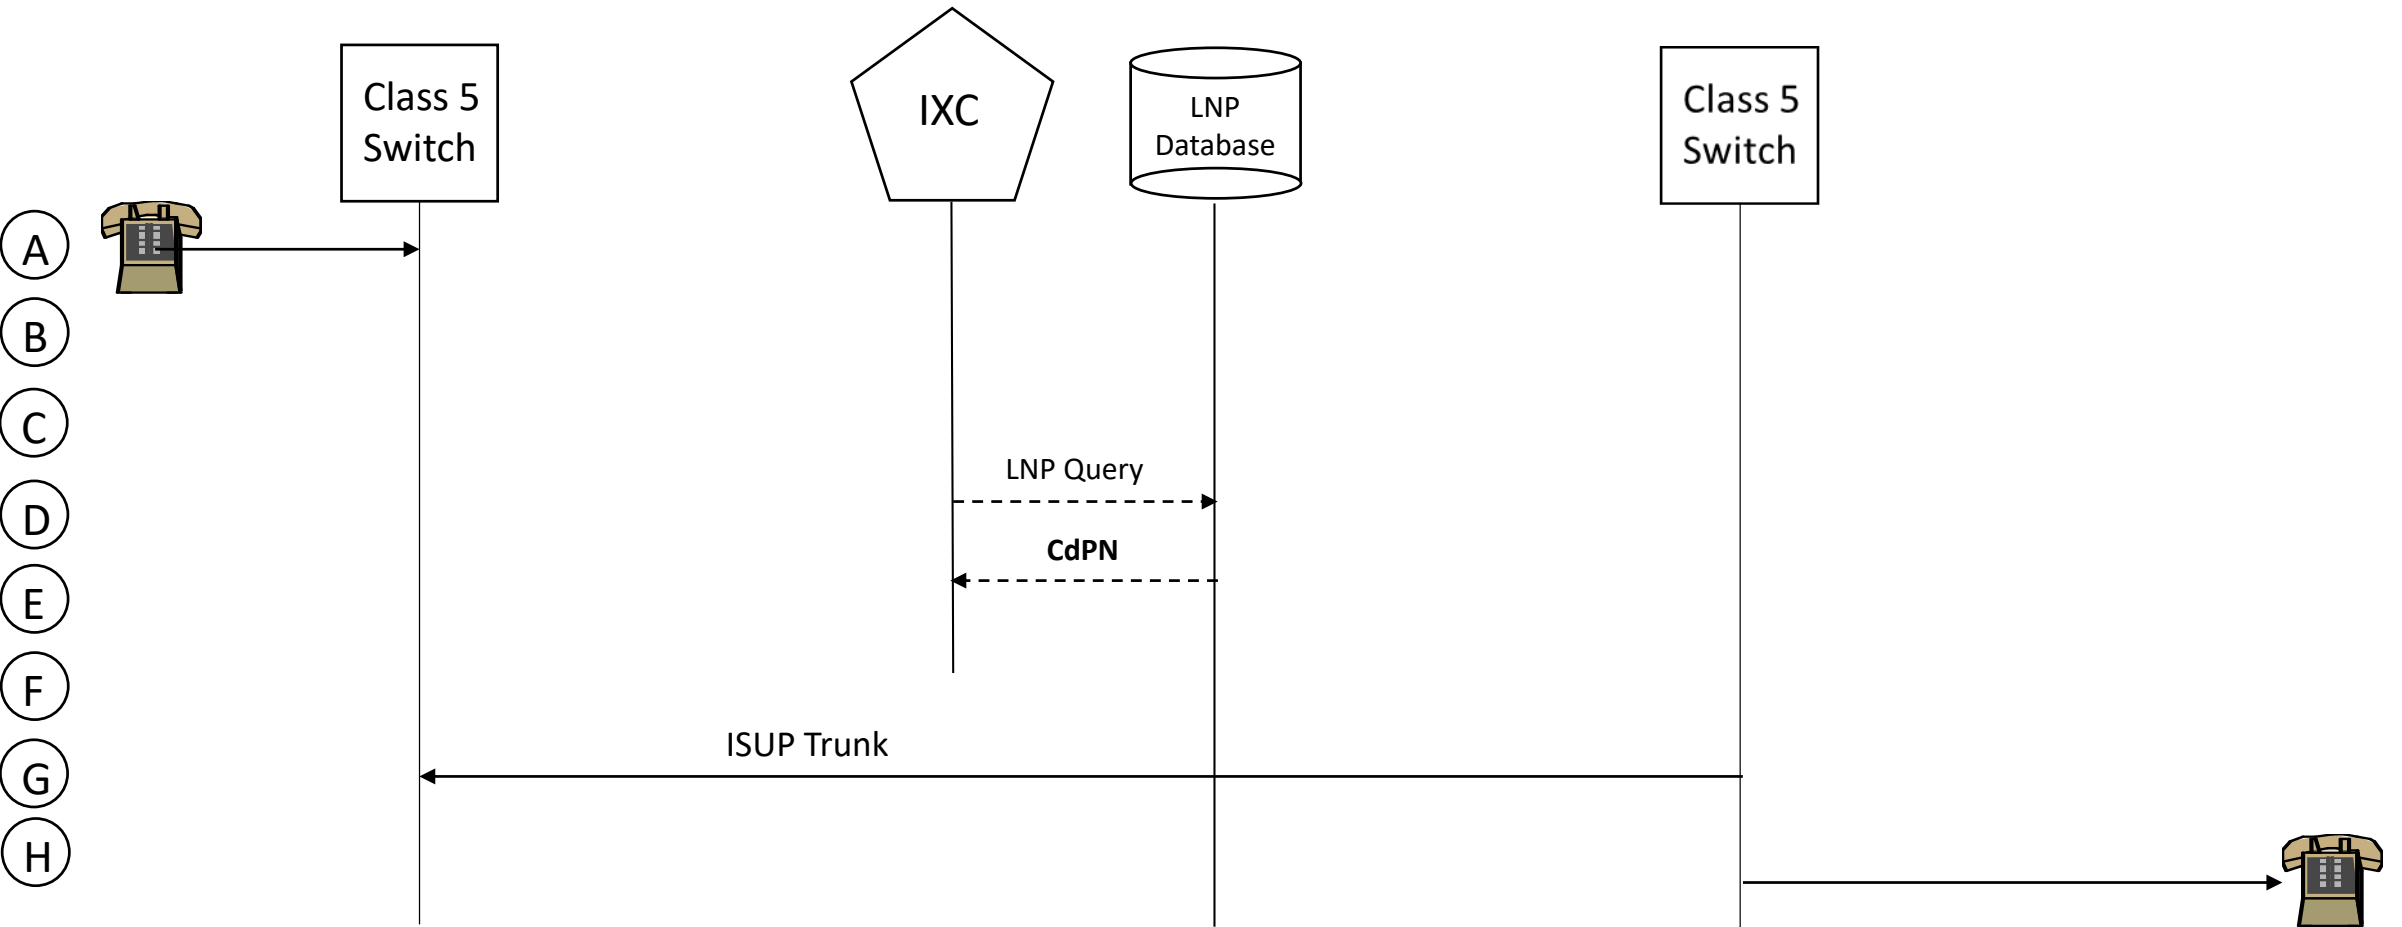 Class 5
Switch
IXC
LNP
Database
Class 5
Switch
A
B
C
LNP Query
D
CdPN
E
F
ISUP Trunk
G
H